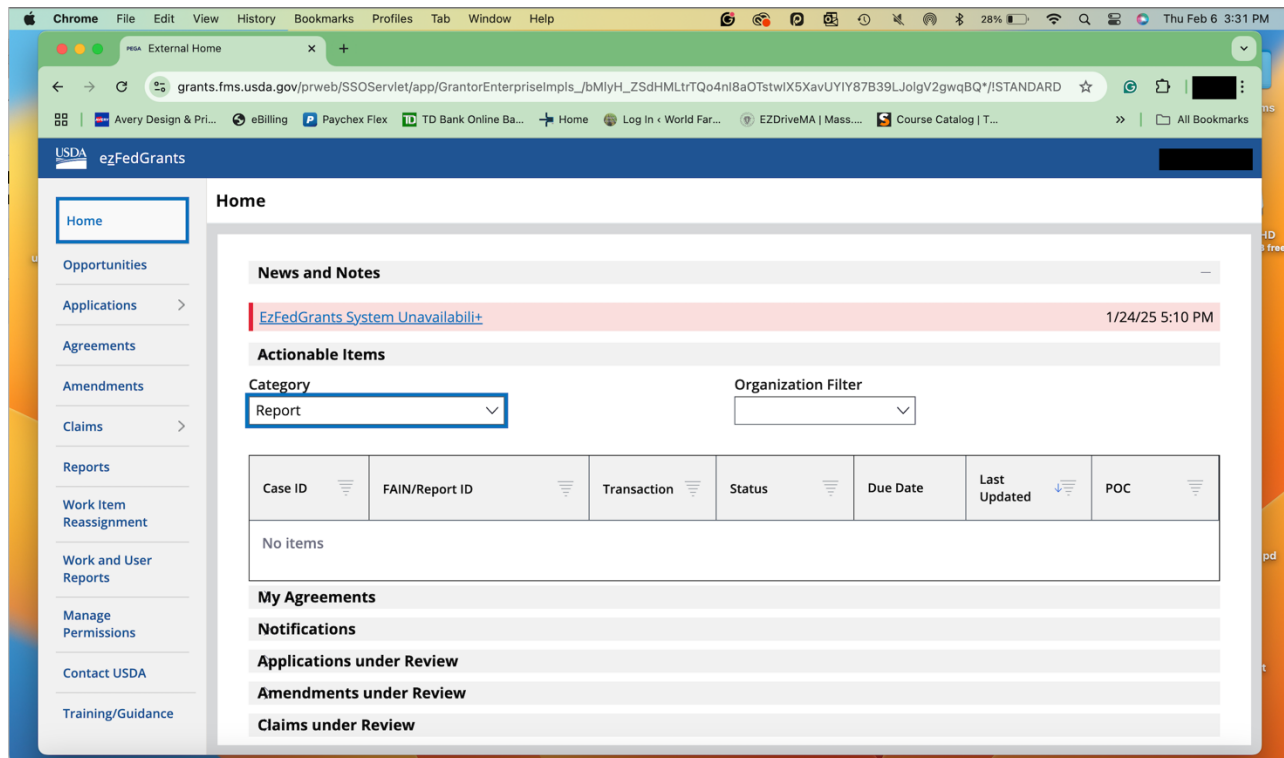 Chrome File Edit View History Bookmarks Profiles Tab Window Help 28% Thu Feb 6 3:31 PM
PEGA External Home
grants.fms.usda.gov/prweb/SSOServlet/app/GrantorEnterpriseImpls_/bMlyH_ZSdHMLtrTQo4nI8aOTstwIX5XavUYIY87B39LJolgV2gwqBQ*/!STANDARD
Avery Design & Pri... eBilling Paychex Flex TD Bank Online Ba... Home Log In ‹ World Far... EZDriveMA | Mass.... Course Catalog | T... » All Bookmarks
USDA ezFedGrants
Home
Home
Opportunities
Applications
Agreements
Amendments
Claims
Reports
Work Item
Reassignment
Work and User
Reports
Manage
Permissions
Contact USDA
Training/Guidance
News and Notes
EzFedGrants System Unavailabili+ 1/24/25 5:10 PM
Actionable Items
Category Organization Filter
Report
Case ID FAIN/Report ID Transaction Status Due Date Last Updated POC
No items
My Agreements
Notifications
Applications under Review
Amendments under Review
Claims under Review